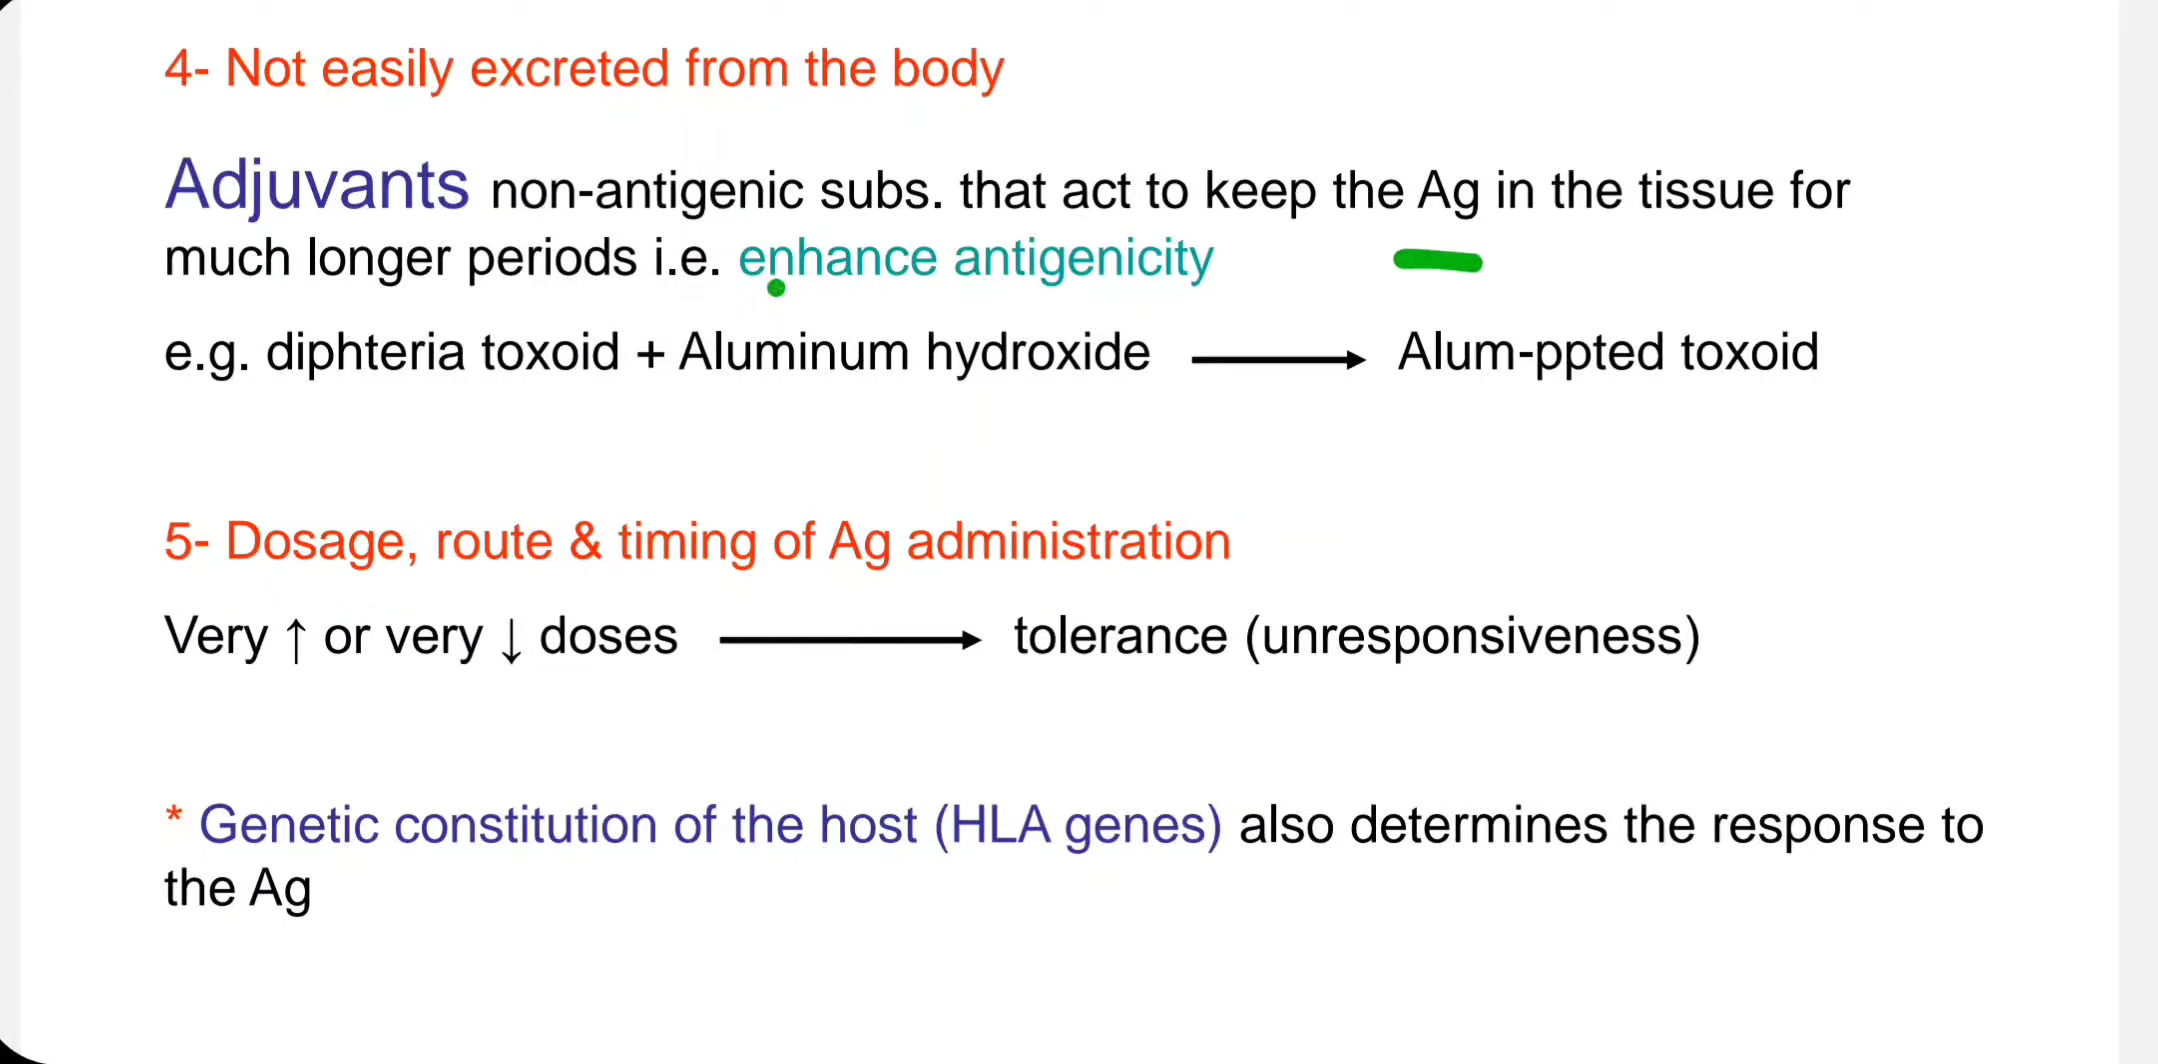 4- Not easily excreted from the body
Adjuvants non-antigenic subs. that act to keep the Ag in the tissue for
much longer periods i.e. enhance antigenicity
e.g. diphteria toxoid + Aluminum hydroxide → Alum-ppted toxoid
5- Dosage, route & timing of Ag administration
Very ↑ or very ↓ doses → tolerance (unresponsiveness)
* Genetic constitution of the host (HLA genes) also determines the response to
the Ag